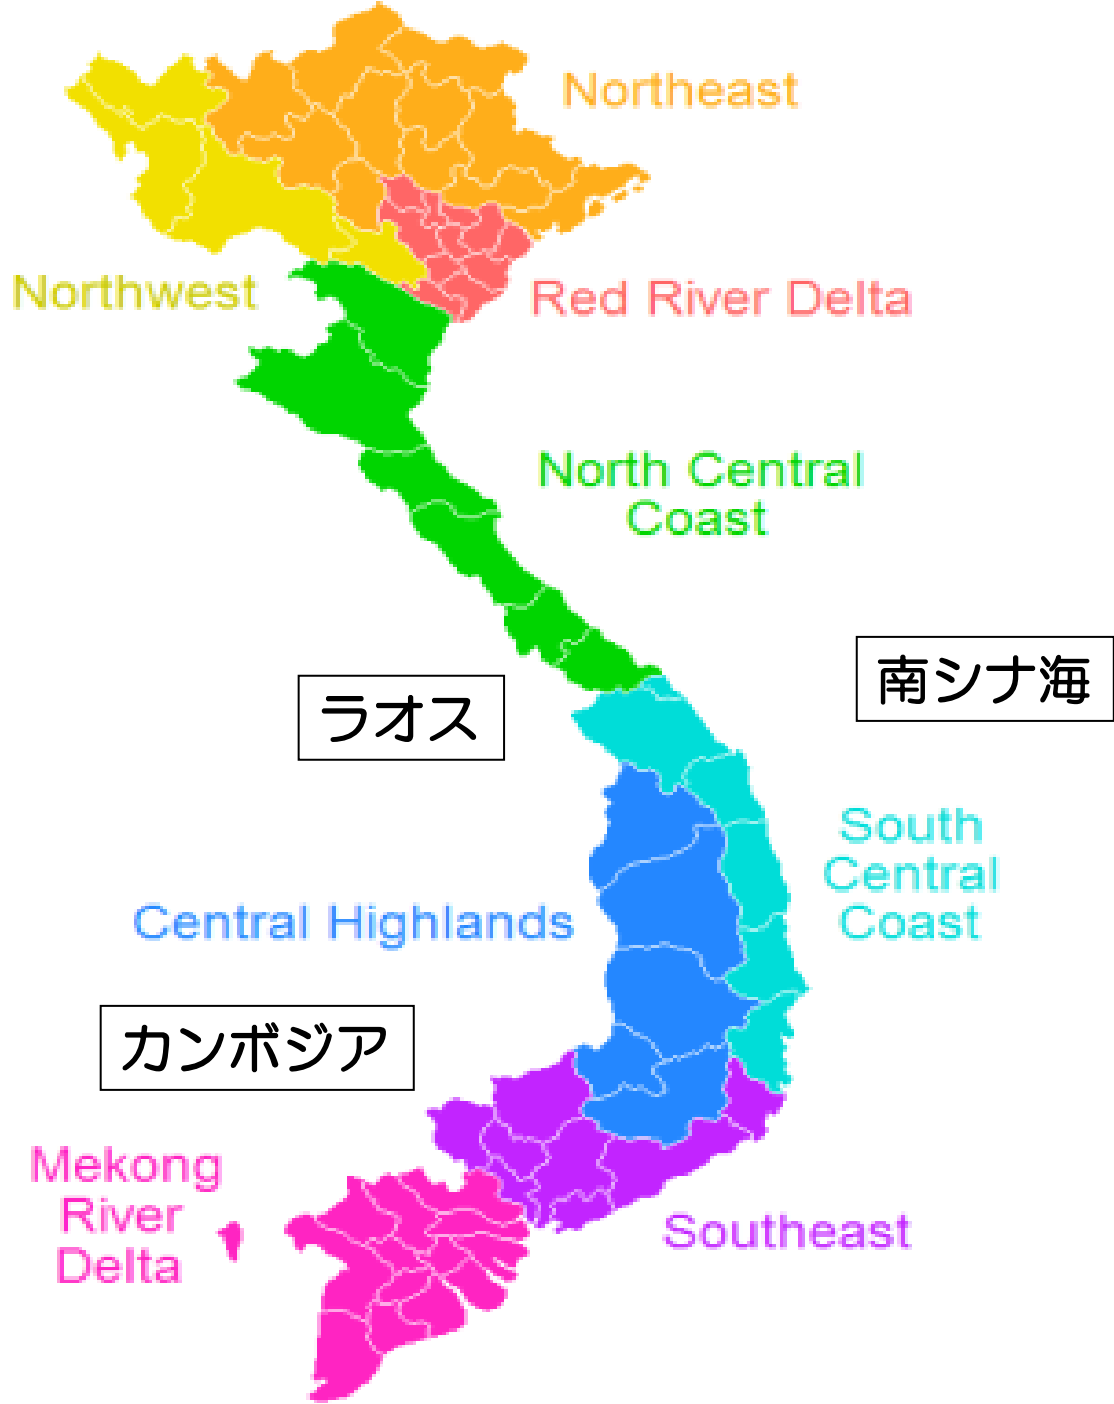 Northeast
Northwest
Red River Delta
North Central
Coast
南シナ海
ラオス
South
Central
Coast
Central Highlands
カンボジア
Mekong
River
Delta
Southeast